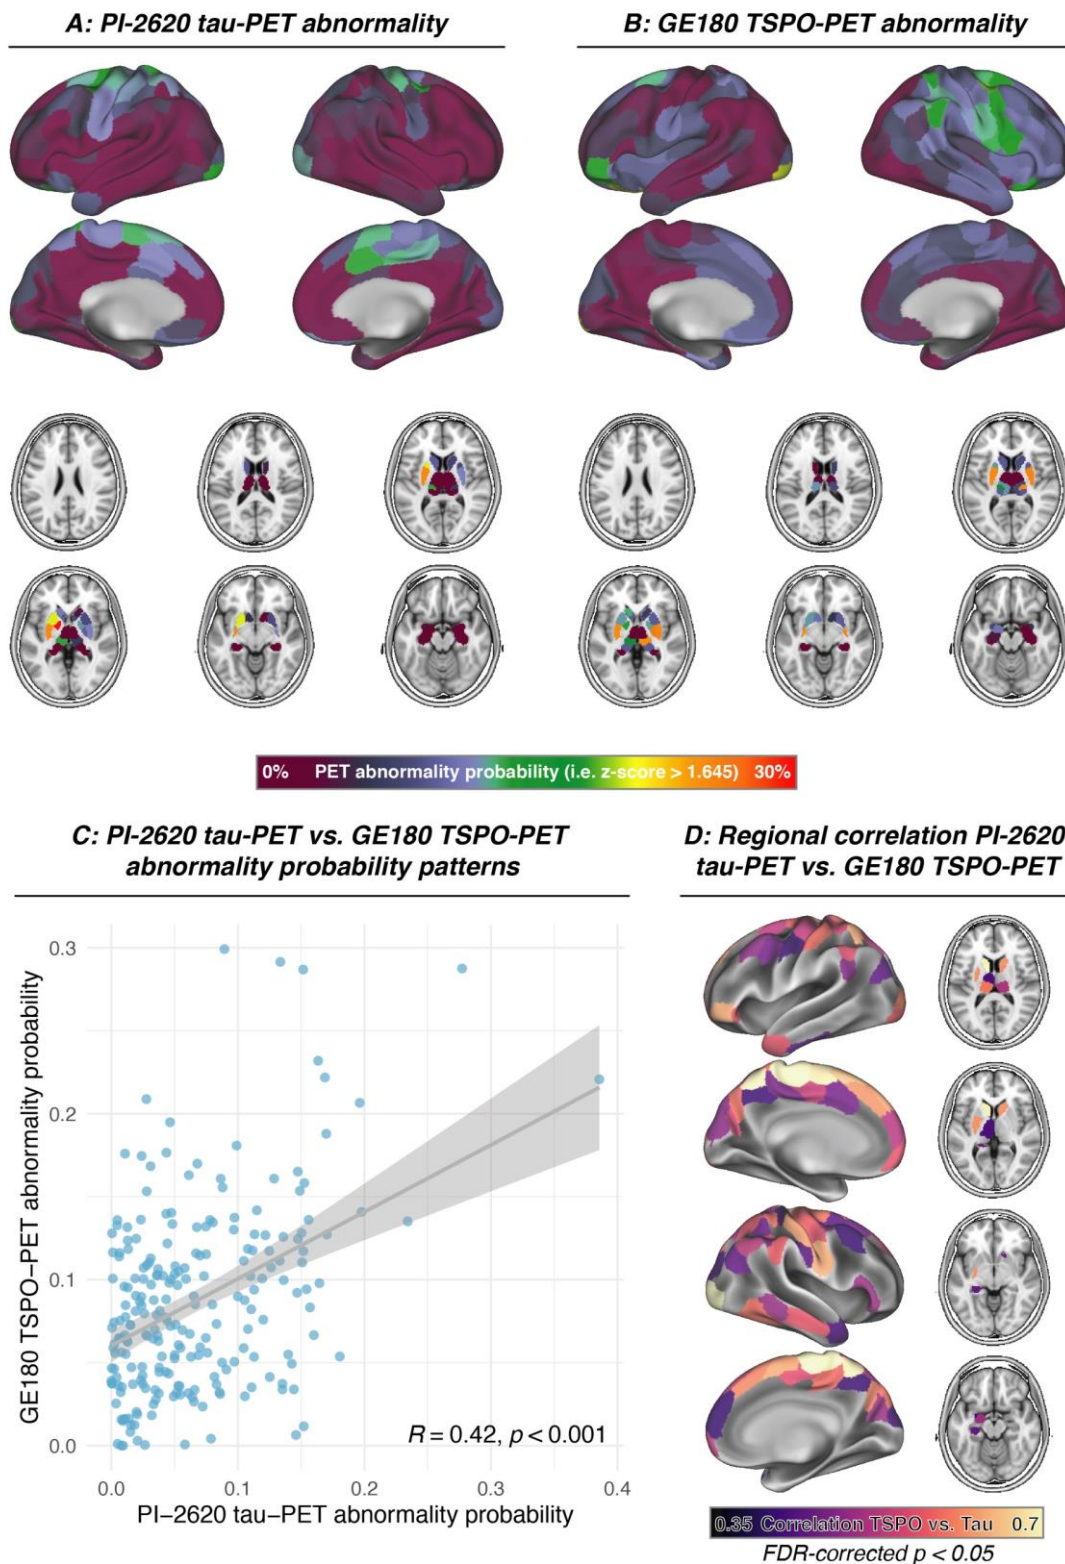 A: PI-2620 tau-PET abnormality
B: GE180 TSPO-PET abnormality
0% PET abnormality probability (i.e. z-score > 1.645) 30%
C: PI-2620 tau-PET vs. GE180 TSPO-PET
abnormality probability patterns
D: Regional correlation PI-2620
tau-PET vs. GE180 TSPO-PET
GE180 TSPO−PET abnormality probability
0.3
0.2
0.1
0.0
R = 0.42, p < 0.001
0.0 0.1 0.2 0.3 0.4
PI−2620 tau−PET abnormality probability
0.35 Correlation TSPO vs. Tau 0.7
FDR-corrected p < 0.05